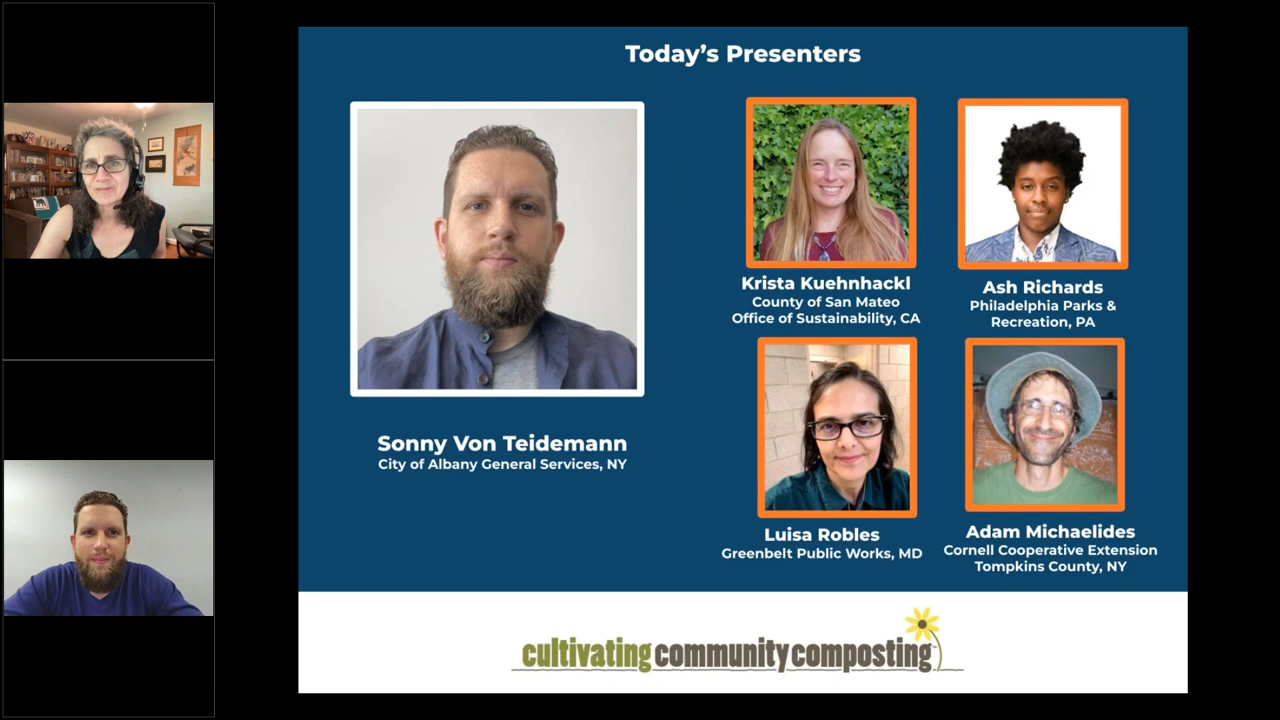 Today's Presenters
Sonny Von Teidemann
City of Albany General Services, NY
Krista Kuehnhackl
County of San Mateo
Office of Sustainability, CA
Ash Richards
Philadelphia Parks &
Recreation, PA
Luisa Robles
Greenbelt Public Works, MD
Adam Michaelides
Cornell Cooperative Extension
Tompkins County, NY
cultivating community composting